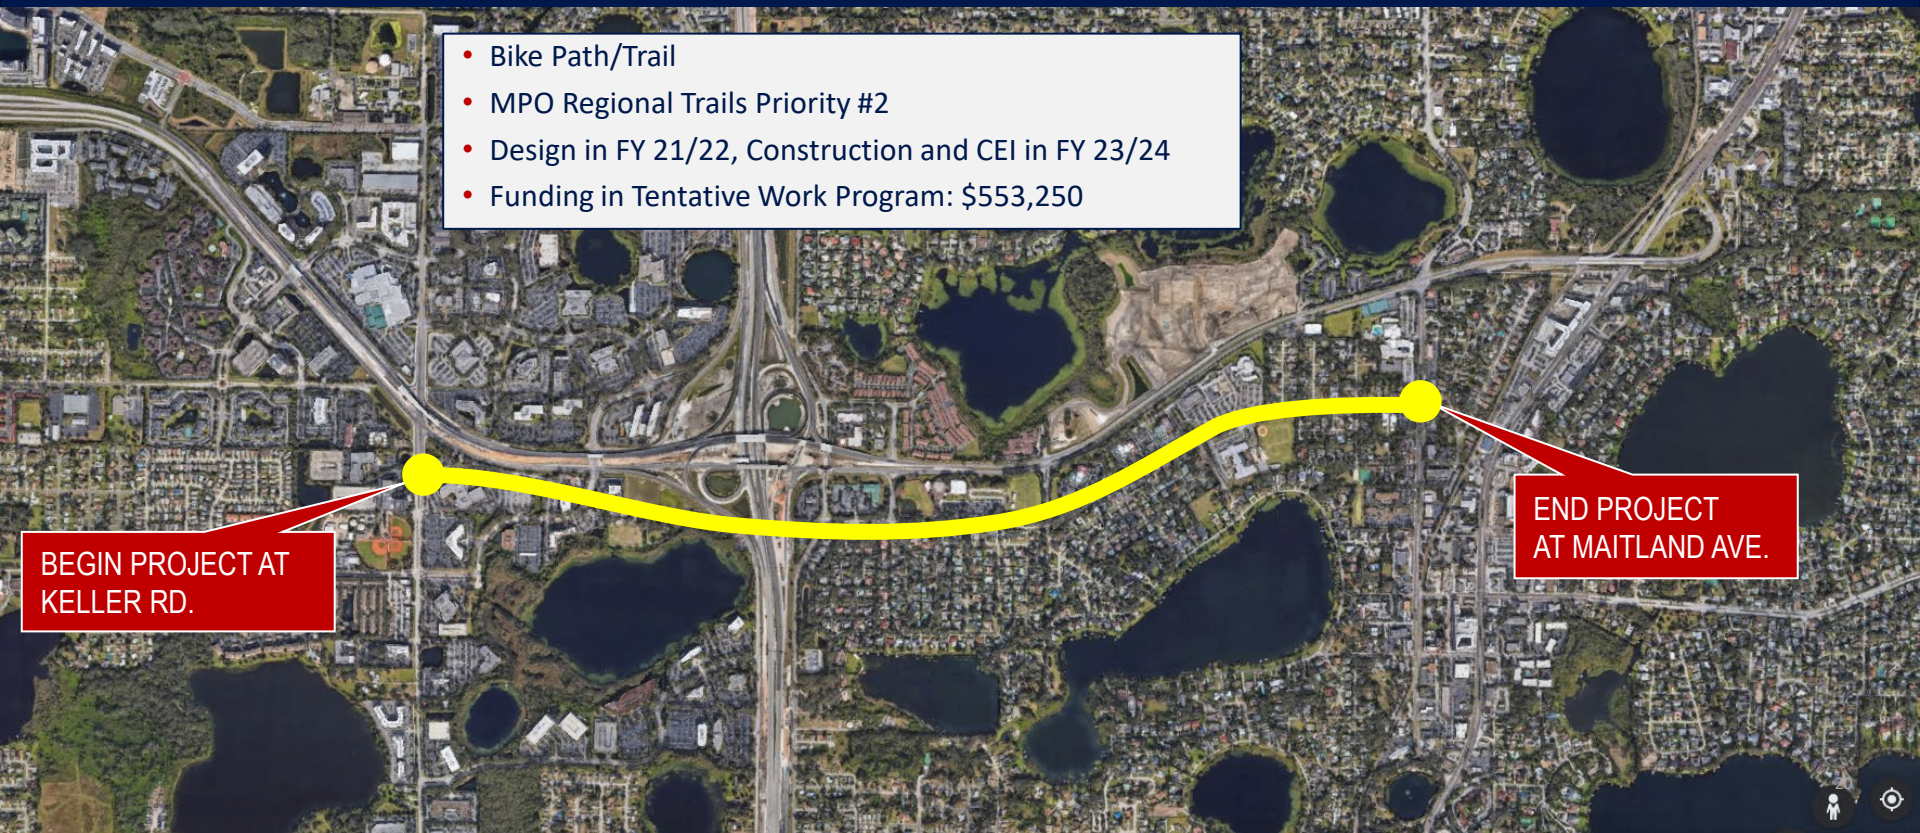 • Bike Path/Trail
• MPO Regional Trails Priority #2
• Design in FY 21/22, Construction and CEI in FY 23/24
• Funding in Tentative Work Program: $553,250
BEGIN PROJECT AT
KELLER RD.
END PROJECT
AT MAITLAND AVE.